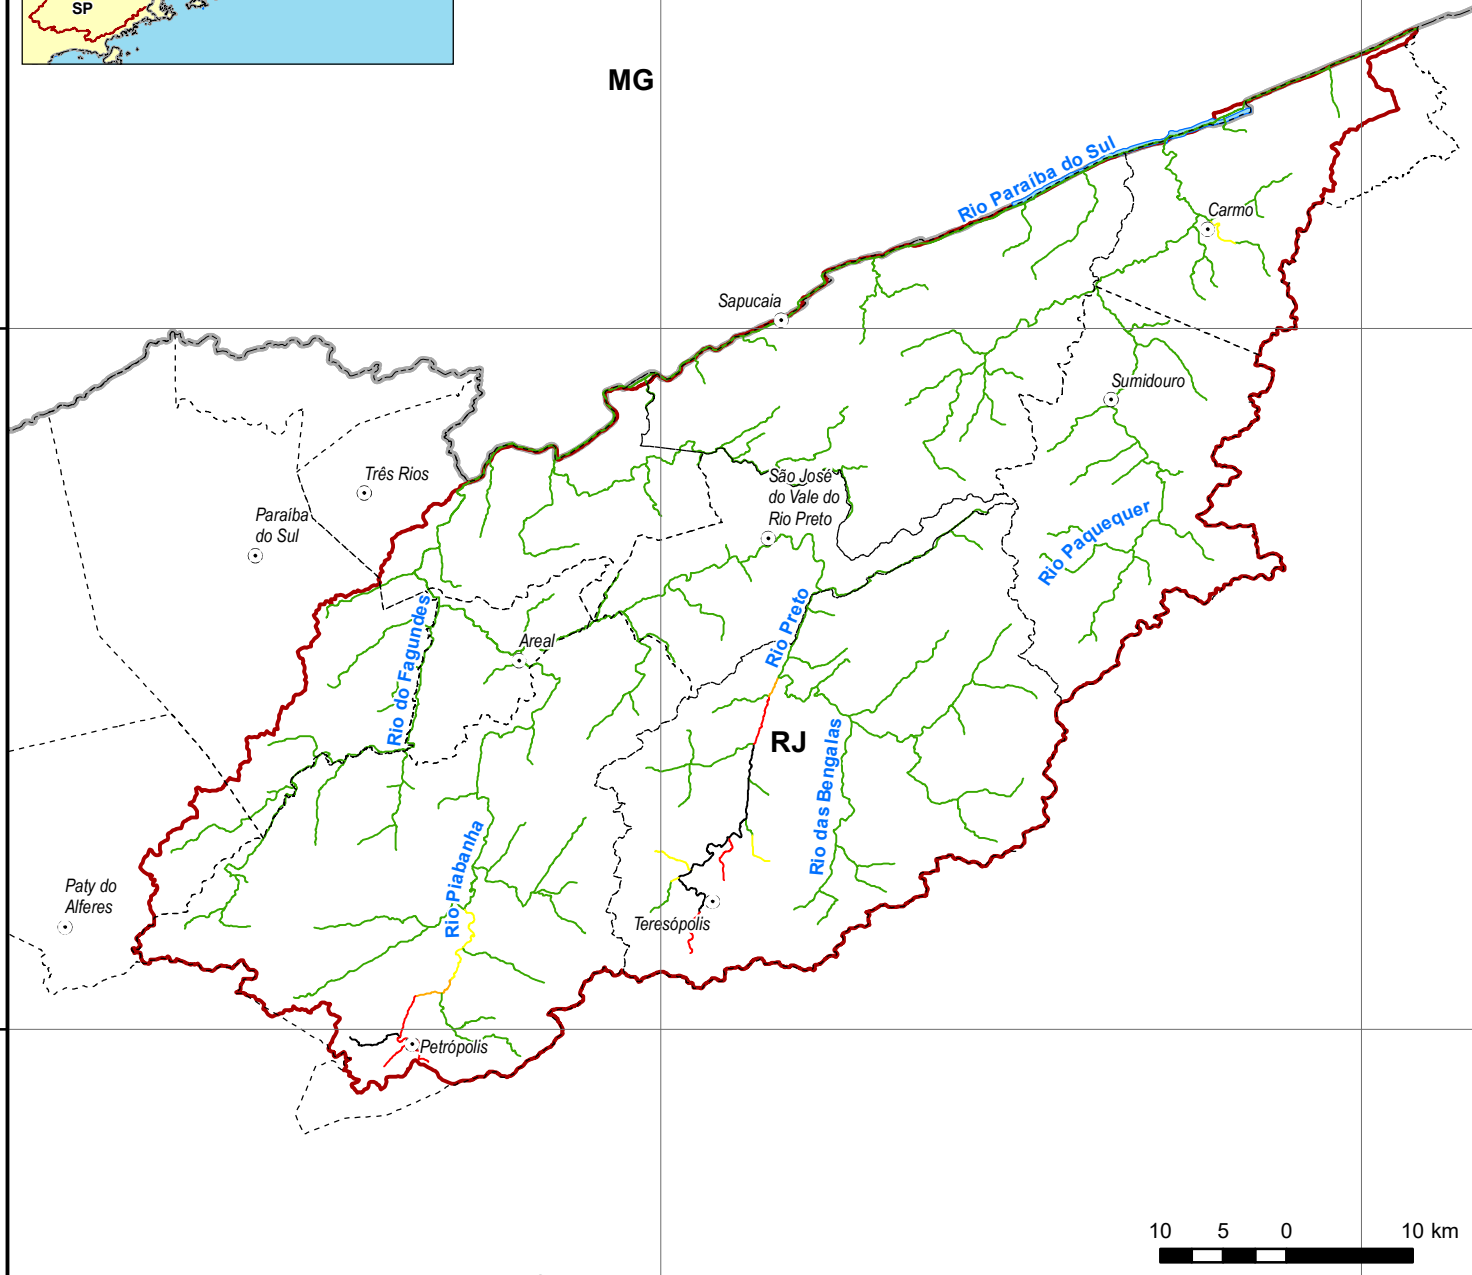 SP
MG
Rio Paraíba do Sul
Carmo
Sapucaia
Sumidouro
Três Rios
São José
do Vale do
Rio Preto
Paraíba
do Sul
Rio Paquequer
Rio do Fagundes
Rio Preto
Areal
RJ
Rio das Bengalas
Rio Piabanha
Paty do
Alferes
Teresópolis
Petrópolis
10 5 0 10 km